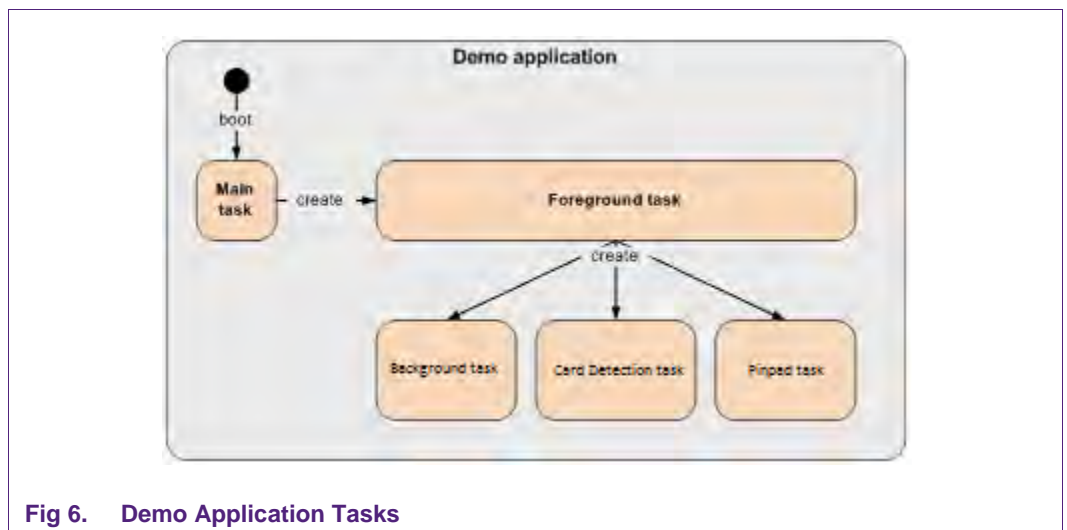 Demo application
boot
Main
task
create
Foreground task
create
Background task
Card Detection task
Pinpad task
Fig 6. Demo Application Tasks